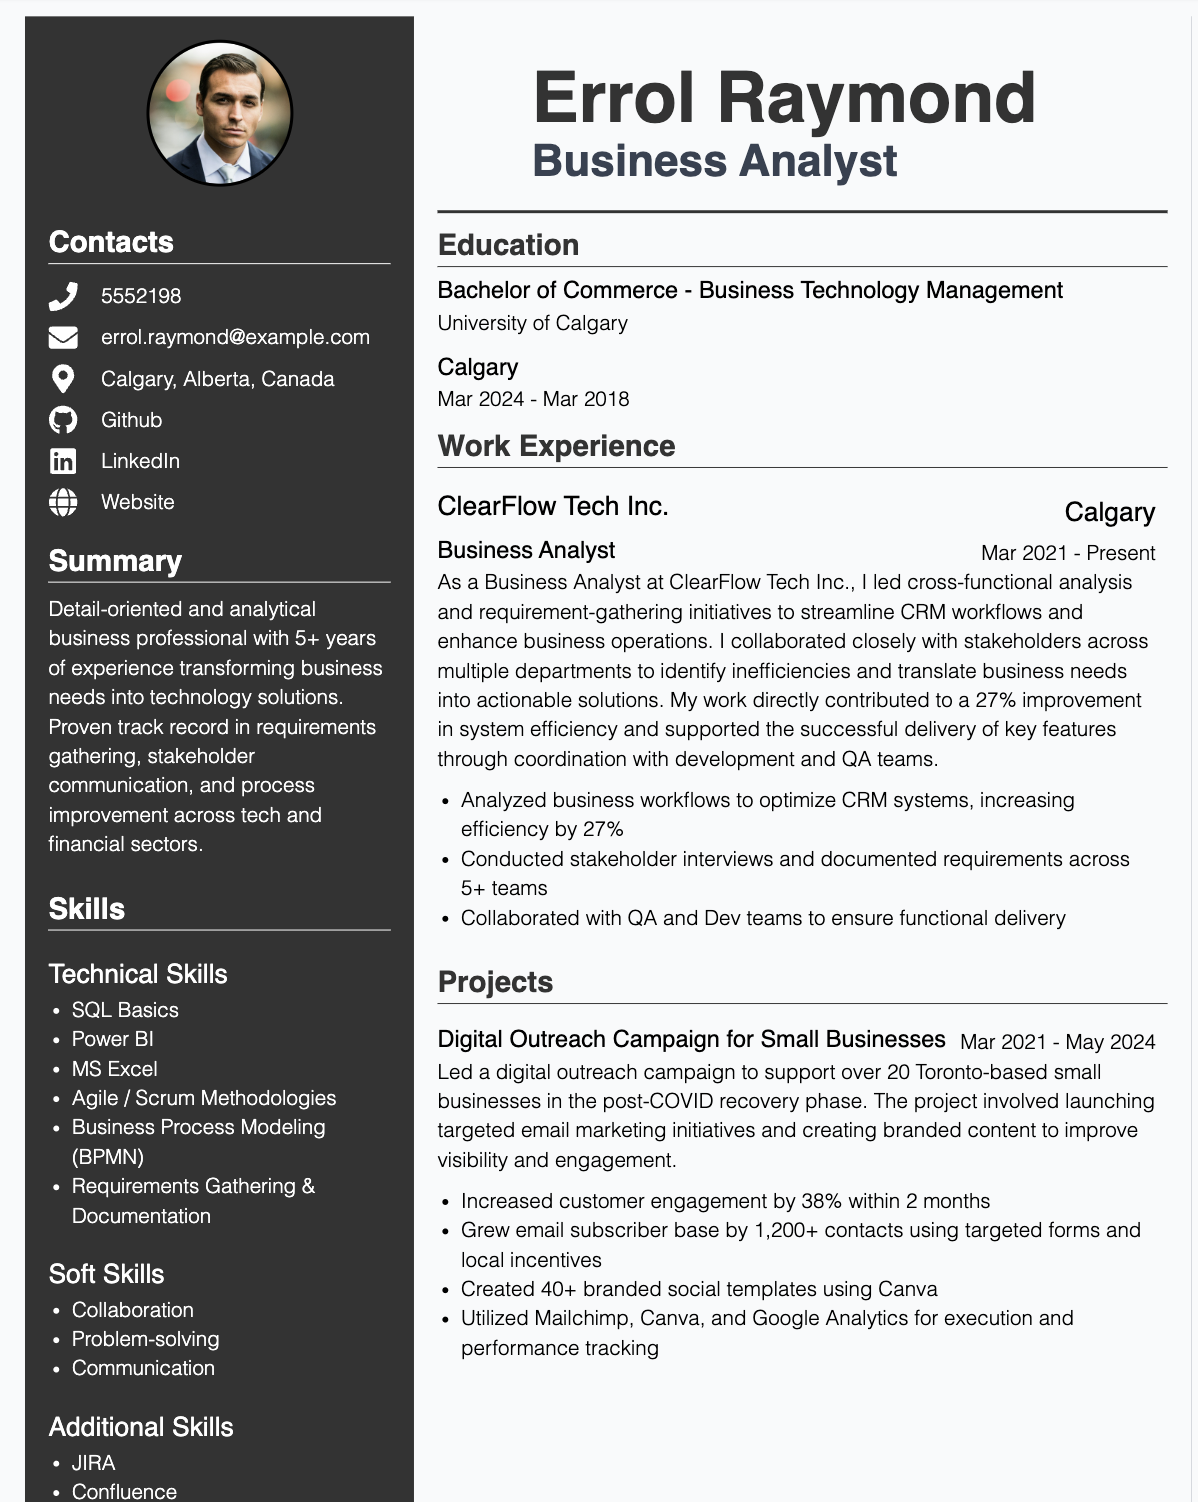 Errol Raymond
Business Analyst
Contacts
5552198
errol.raymond@example.com
Calgary, Alberta, Canada
Github
LinkedIn
Website
Summary
Detail-oriented and analytical
business professional with 5+ years
of experience transforming business
needs into technology solutions.
Proven track record in requirements
gathering, stakeholder
communication, and process
improvement across tech and
financial sectors.
Skills
Technical Skills
• SQL Basics
• Power BI
• MS Excel
• Agile / Scrum Methodologies
• Business Process Modeling
(BPMN)
• Requirements Gathering &
Documentation
Soft Skills
• Collaboration
• Problem-solving
• Communication
Additional Skills
• JIRA
• Confluence
Education
Bachelor of Commerce - Business Technology Management
University of Calgary
Calgary
Mar 2024 - Mar 2018
Work Experience
ClearFlow Tech Inc.
Calgary
Business Analyst
Mar 2021 - Present
As a Business Analyst at ClearFlow Tech Inc., I led cross-functional analysis
and requirement-gathering initiatives to streamline CRM workflows and
enhance business operations. I collaborated closely with stakeholders across
multiple departments to identify inefficiencies and translate business needs
into actionable solutions. My work directly contributed to a 27% improvement
in system efficiency and supported the successful delivery of key features
through coordination with development and QA teams.
• Analyzed business workflows to optimize CRM systems, increasing
efficiency by 27%
• Conducted stakeholder interviews and documented requirements across
5+ teams
• Collaborated with QA and Dev teams to ensure functional delivery
Projects
Digital Outreach Campaign for Small Businesses Mar 2021 - May 2024
Led a digital outreach campaign to support over 20 Toronto-based small
businesses in the post-COVID recovery phase. The project involved launching
targeted email marketing initiatives and creating branded content to improve
visibility and engagement.
• Increased customer engagement by 38% within 2 months
• Grew email subscriber base by 1,200+ contacts using targeted forms and
local incentives
• Created 40+ branded social templates using Canva
• Utilized Mailchimp, Canva, and Google Analytics for execution and
performance tracking